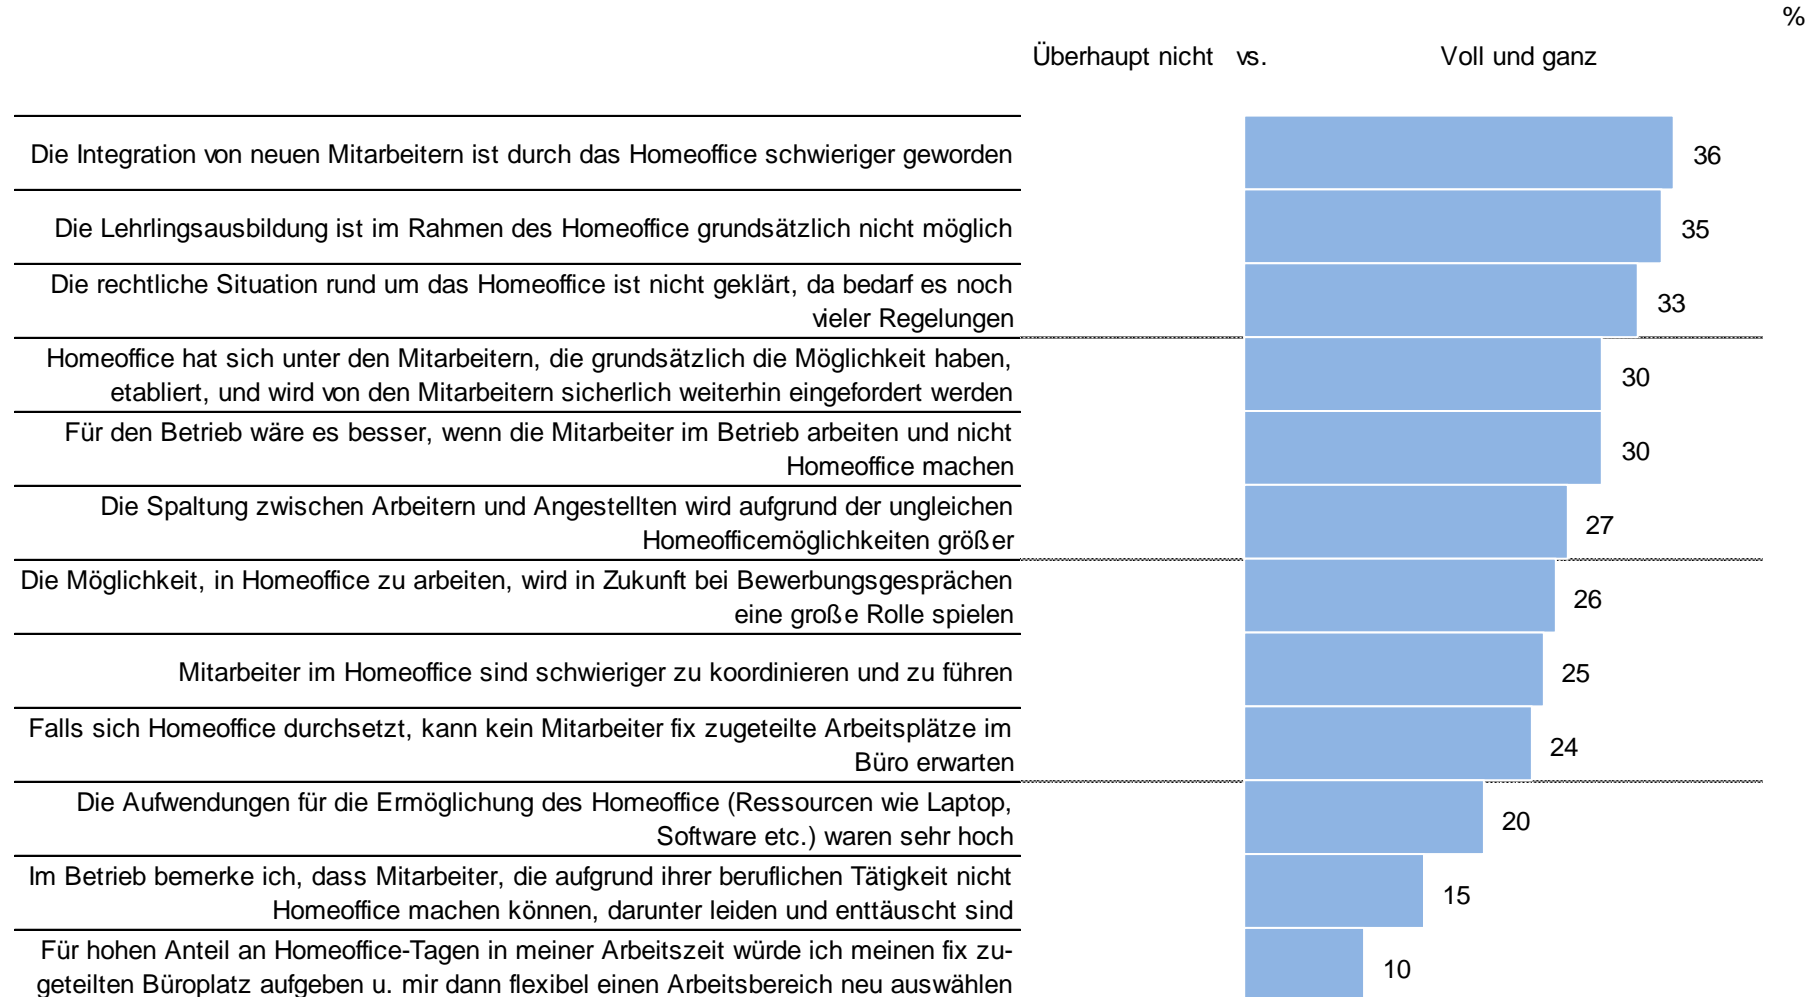 %
Überhaupt nicht vs. Voll und ganz
Die Integration von neuen Mitarbeitern ist durch das Homeoffice schwieriger geworden 36
Die Lehrlingsausbildung ist im Rahmen des Homeoffice grundsätzlich nicht möglich 35
Die rechtliche Situation rund um das Homeoffice ist nicht geklärt, da bedarf es noch
vieler Regelungen 33
Homeoffice hat sich unter den Mitarbeitern, die grundsätzlich die Möglichkeit haben,
etabliert, und wird von den Mitarbeitern sicherlich weiterhin eingefordert werden 30
Für den Betrieb wäre es besser, wenn die Mitarbeiter im Betrieb arbeiten und nicht
Homeoffice machen 30
Die Spaltung zwischen Arbeitern und Angestellten wird aufgrund der ungleichen
Homeofficemöglichkeiten größer 27
Die Möglichkeit, in Homeoffice zu arbeiten, wird in Zukunft bei Bewerbungsgesprächen
eine große Rolle spielen 26
Mitarbeiter im Homeoffice sind schwieriger zu koordinieren und zu führen 25
Falls sich Homeoffice durchsetzt, kann kein Mitarbeiter fix zugeteilte Arbeitsplätze im
Büro erwarten 24
Die Aufwendungen für die Ermöglichung des Homeoffice (Ressourcen wie Laptop,
Software etc.) waren sehr hoch 20
Im Betrieb bemerke ich, dass Mitarbeiter, die aufgrund ihrer beruflichen Tätigkeit nicht
Homeoffice machen können, darunter leiden und enttäuscht sind 15
Für hohen Anteil an Homeoffice-Tagen in meiner Arbeitszeit würde ich meinen fix zu-
geteilten Büroplatz aufgeben u. mir dann flexibel einen Arbeitsbereich neu auswählen 10